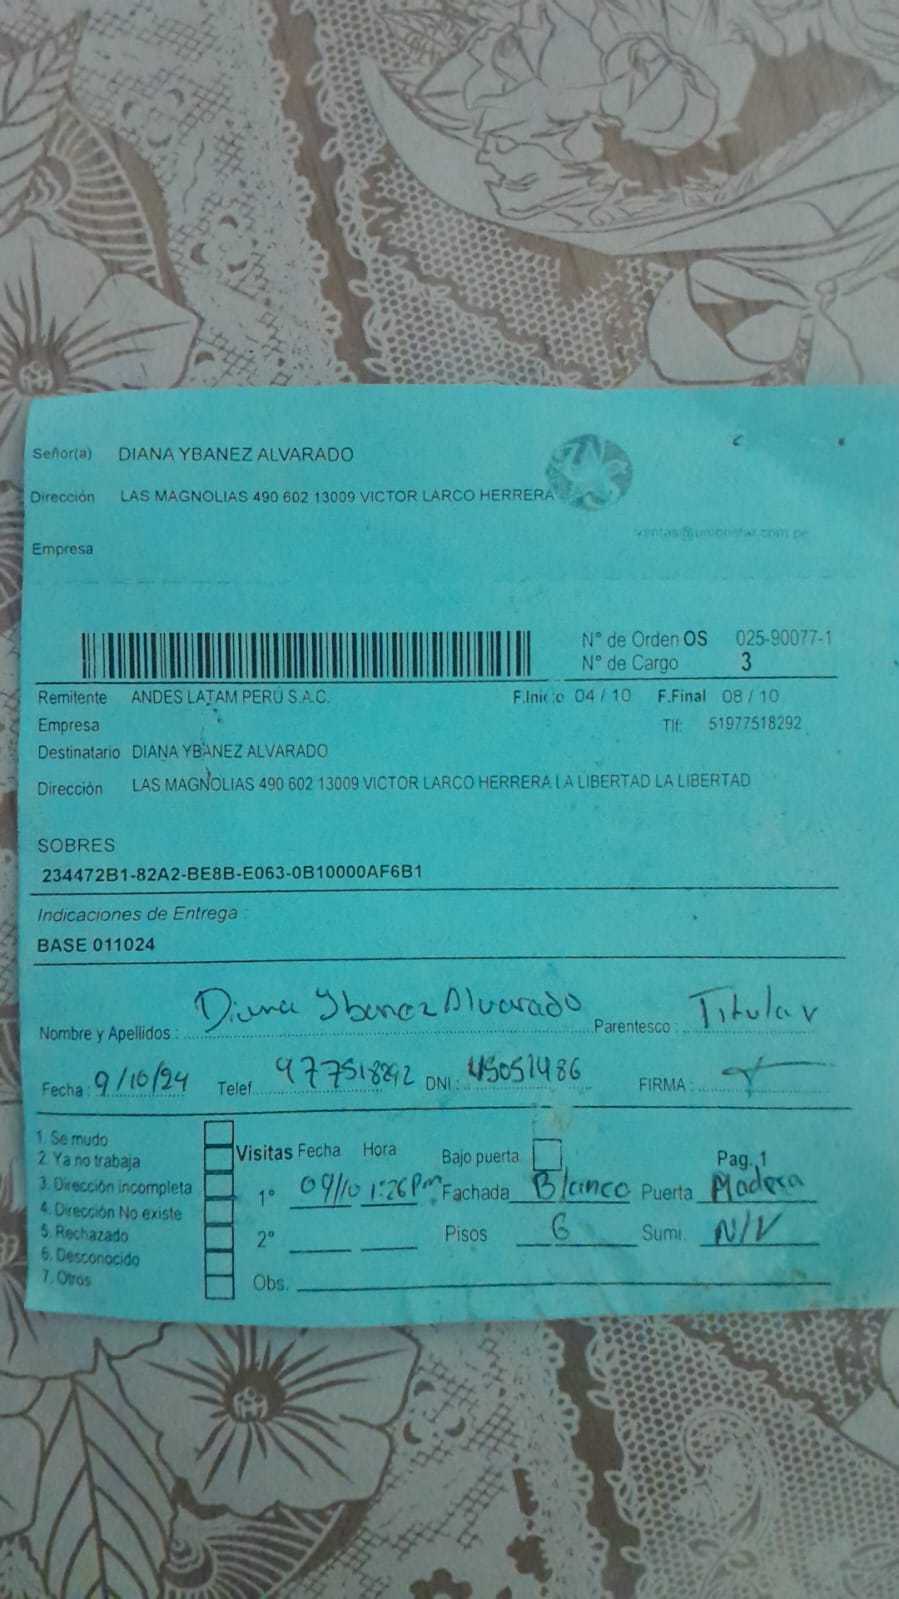 Señor(a) DIANA YBANEZ ALVARADO
Dirección LAS MAGNOLIAS 490 602 13009 VICTOR LARCO HERRERA
ventas@unionstar.com.pe
Empresa
N° de Orden OS 025-90077-1
N° de Cargo 3
Remitente ANDES LATAM PERÚ S.A.C. F.Inicio 04 / 10 F.Final 08 / 10
Empresa Tlf: 51977518292
Destinatario DIANA YBANEZ ALVARADO
Dirección LAS MAGNOLIAS 490 602 13009 VICTOR LARCO HERRERA LA LIBERTAD LA LIBERTAD
SOBRES
234472B1-82A2-BE8B-E063-0B10000AF6B1
Indicaciones de Entrega :
BASE 011024
Nombre y Apellidos : Diana Ybanez Alvarado Parentesco : Titular
Fecha : 9/10/24 Telef. 977518292 DNI : 45051486 FIRMA :
1. Se mudo
2. Ya no trabaja
3. Dirección incompleta
4. Dirección No existe
5. Rechazado
6. Desconocido
7. Otros
Visitas Fecha Hora Bajo puerta Pag. 1
1° 09/10 1:26 Pm Fachada Blanco Puerta Madera
2° Pisos 6 Sumi. N/V
Obs.